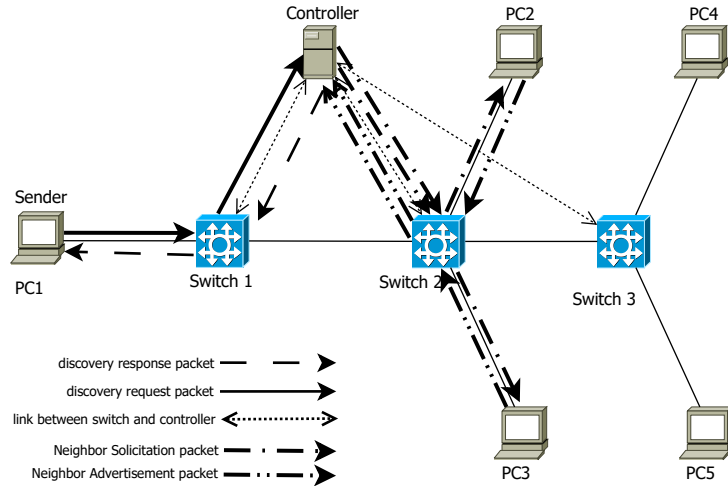 Controller
PC2
PC4
Sender
PC1
Switch 1
Switch 2
Switch 3
discovery response packet
discovery request packet
link between switch and controller
Neighbor Solicitation packet
Neighbor Advertisement packet
PC3
PC5